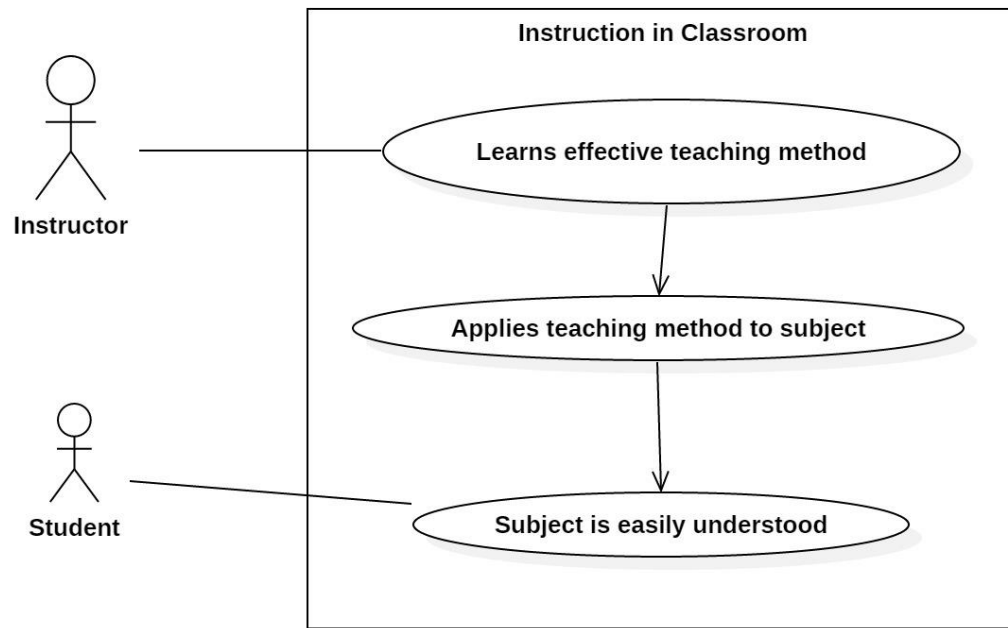 Instruction in Classroom
Learns effective teaching method
Instructor
Applies teaching method to subject
Student
Subject is easily understood